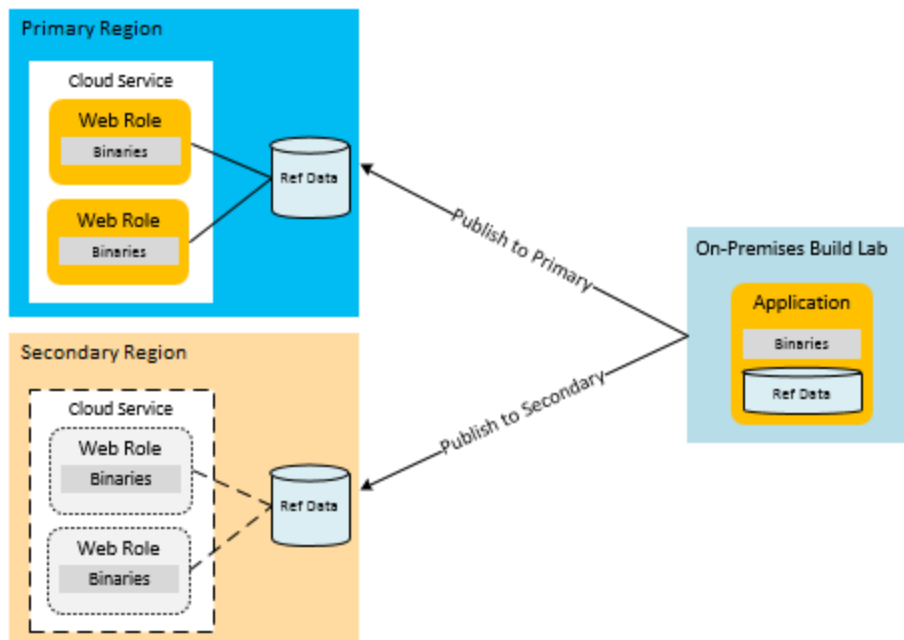 Primary Region
Cloud Service
Web Role
Binaries
Web Role
Binaries
Ref Data
Publish to Primary
On-Premises Build Lab
Application
Binaries
Ref Data
Secondary Region
Cloud Service
Web Role
Binaries
Web Role
Binaries
Ref Data
Publish to Secondary